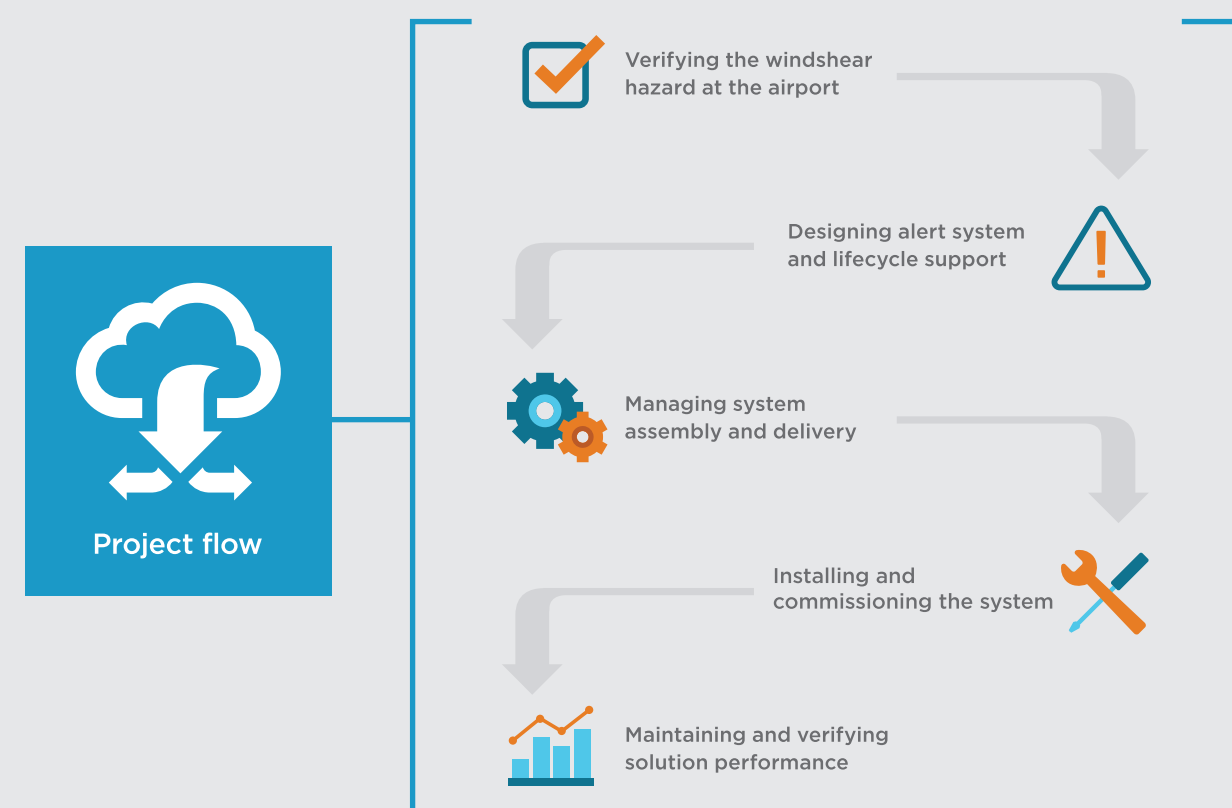 Verifying the windshear
hazard at the airport
Designing alert system
and lifecycle support
Managing system
assembly and delivery
Project flow
Installing and
commissioning the system
Maintaining and verifying
solution performance